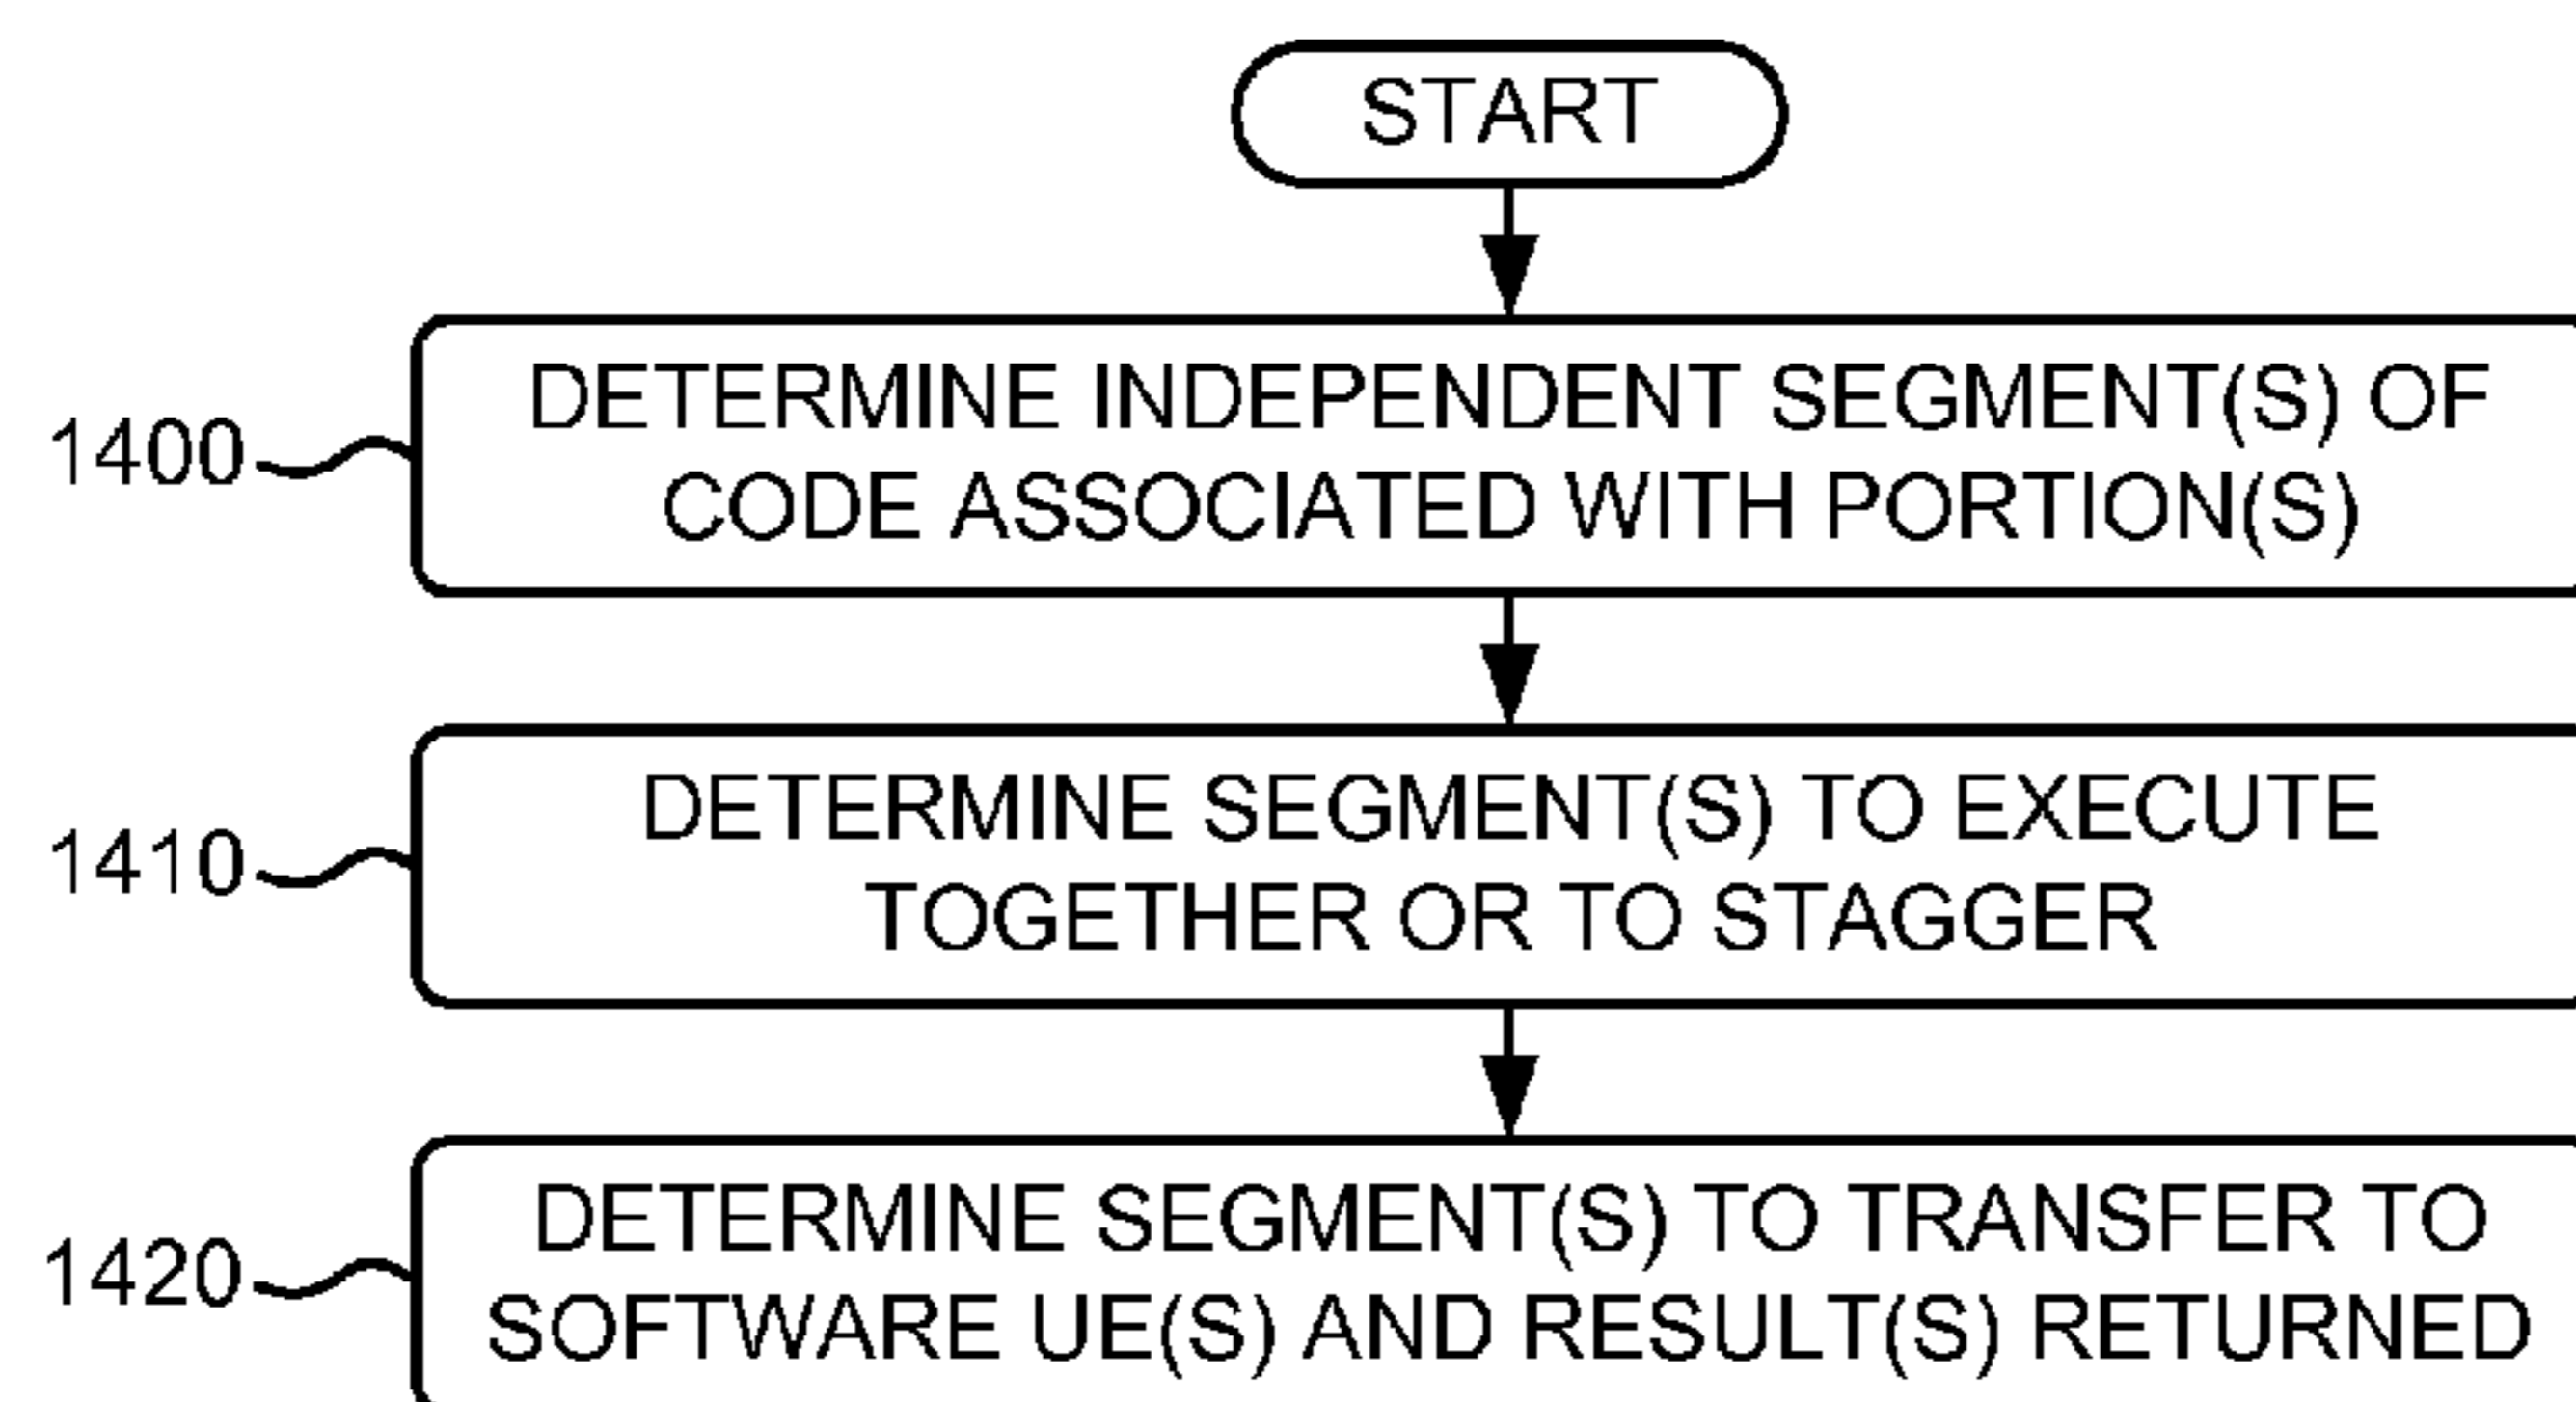 START
1400
DETERMINE INDEPENDENT SEGMENT(S) OF
CODE ASSOCIATED WITH PORTION(S)
1410
DETERMINE SEGMENT(S) TO EXECUTE
TOGETHER OR TO STAGGER
1420
DETERMINE SEGMENT(S) TO TRANSFER TO
SOFTWARE UE(S) AND RESULT(S) RETURNED